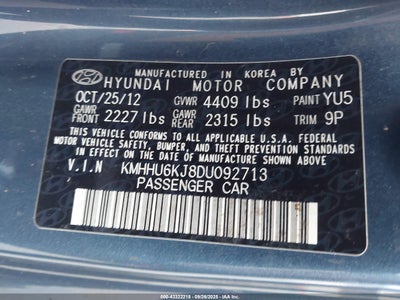 MANUFACTURED IN KOREA BY
HYUNDAI MOTOR COMPANY
OCT/25/12 GVWR 4409 lbs PAINT YU5
GAWR FRONT 2227 lbs GAWR REAR 2315 lbs TRIM 9P
THIS VEHICLE CONFORMS TO ALL APPLICABLE U.S.A. FEDERAL
MOTOR VEHICLE SAFETY, BUMPER, AND THEFT PREVENTION
STANDARDS IN EFFECT ON THE DATE OF MANUFACTURE SHOWN ABOVE.
V.I.N KMHHU6KJ8DU092713
PASSENGER CAR
000-43322218 - 09/26/2025 - IAA Inc.